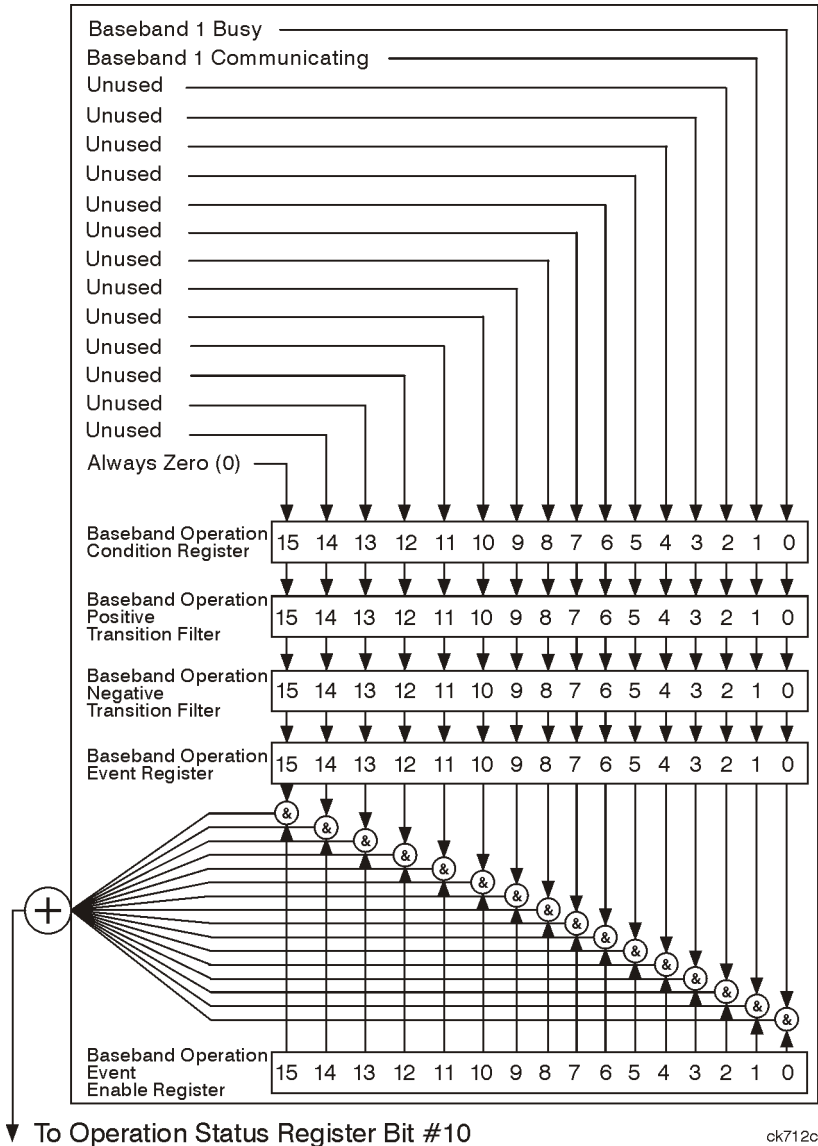 Baseband 1 Busy
Baseband 1 Communicating
Unused
Unused
Unused
Unused
Unused
Unused
Unused
Unused
Unused
Unused
Unused
Unused
Unused
Always Zero (0)
Baseband Operation
Condition Register
15 14 13 12 11 10 9 8 7 6 5 4 3 2 1 0
Baseband Operation
Positive
Transition Filter
15 14 13 12 11 10 9 8 7 6 5 4 3 2 1 0
Baseband Operation
Negative
Transition Filter
15 14 13 12 11 10 9 8 7 6 5 4 3 2 1 0
Baseband Operation
Event Register
15 14 13 12 11 10 9 8 7 6 5 4 3 2 1 0
& & & & & & & & & & & & & & & &
+
Baseband Operation
Event
Enable Register
15 14 13 12 11 10 9 8 7 6 5 4 3 2 1 0
To Operation Status Register Bit #10
ck712c